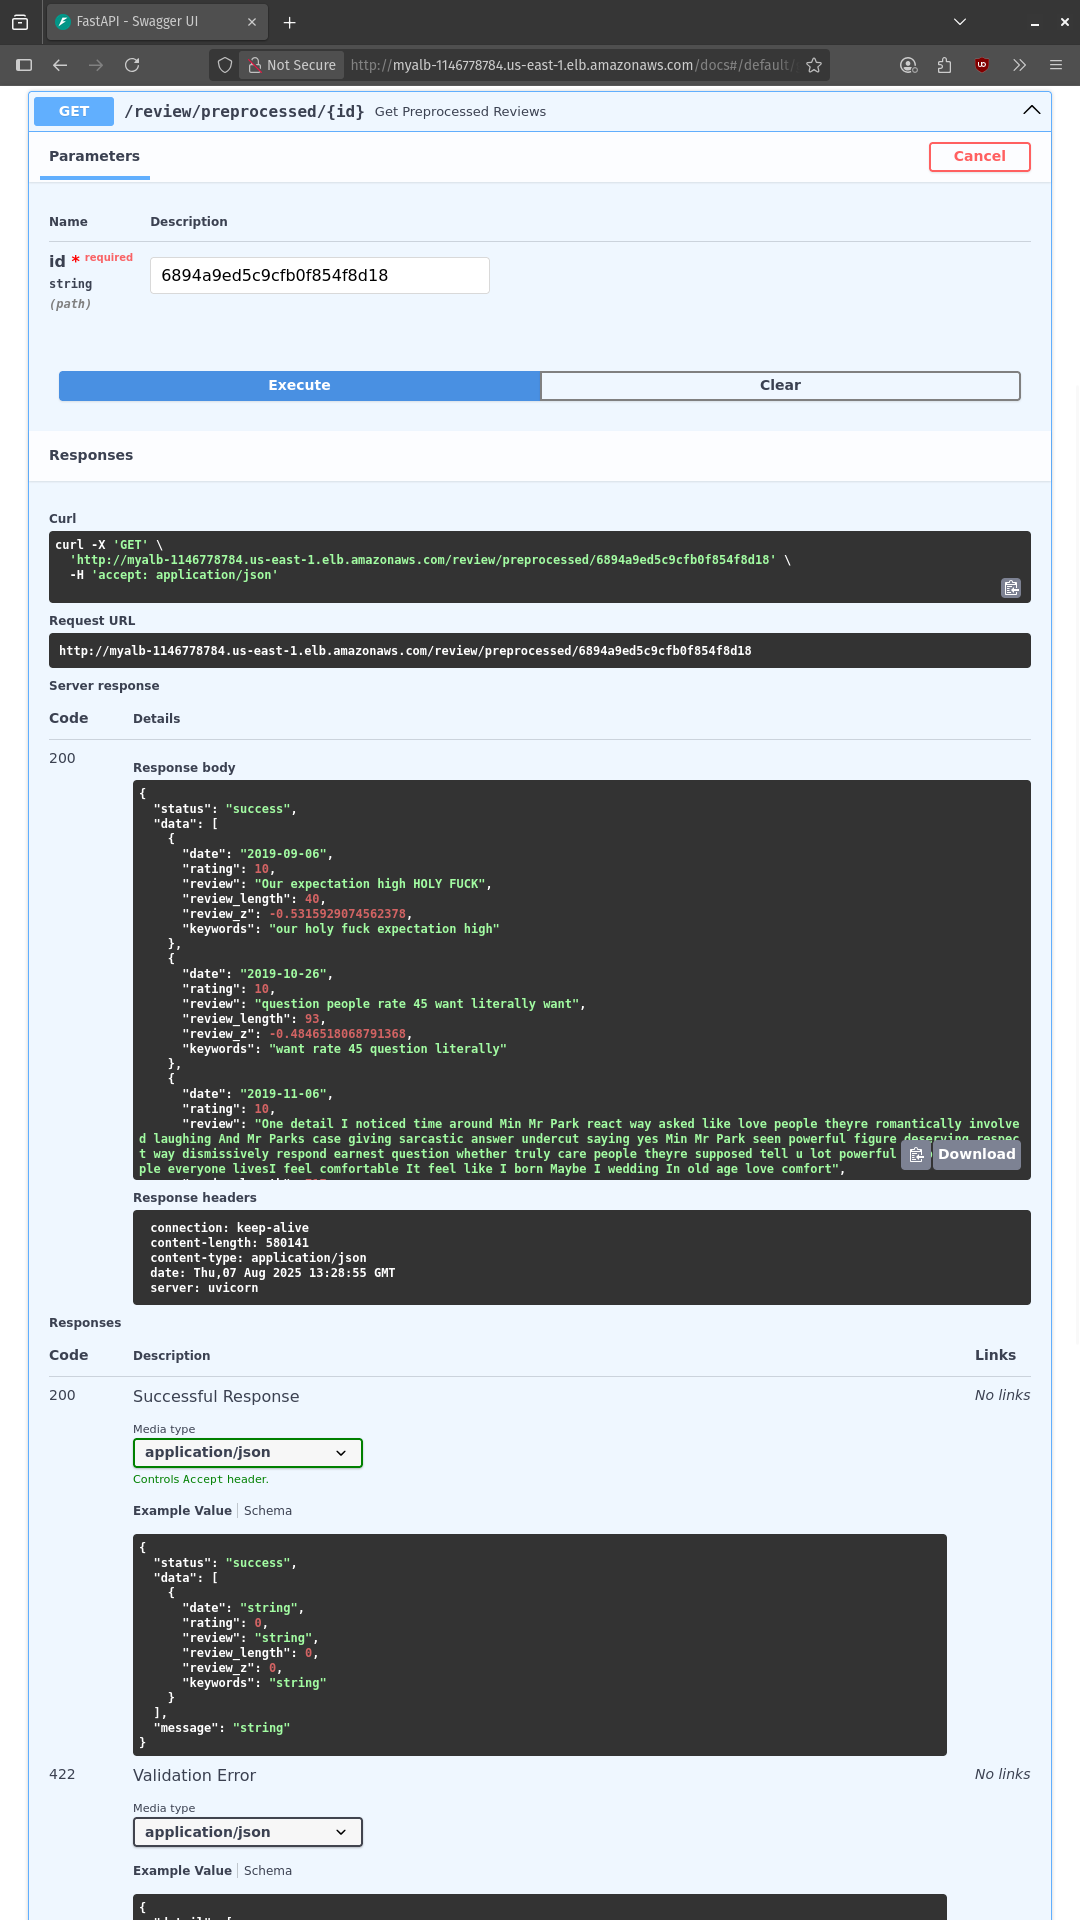 FastAPI - Swagger UI
Not Secure
http://myalb-1146778784.us-east-1.elb.amazonaws.com/docs#/default/
GET /review/preprocessed/{id} Get Preprocessed Reviews
Parameters
Cancel
Name Description
id * required
string
(path)
6894a9ed5c9cfb0f854f8d18
Execute
Clear
Responses
Curl
curl -X 'GET' \
'http://myalb-1146778784.us-east-1.elb.amazonaws.com/review/preprocessed/6894a9ed5c9cfb0f854f8d18' \
-H 'accept: application/json'
Request URL
http://myalb-1146778784.us-east-1.elb.amazonaws.com/review/preprocessed/6894a9ed5c9cfb0f854f8d18
Server response
Code Details
200
Response body
{
"status": "success",
"data": [
{
"date": "2019-09-06",
"rating": 10,
"review": "Our expectation high HOLY FUCK",
"review_length": 40,
"review_z": -0.5315929074562378,
"keywords": "our holy fuck expectation high"
},
{
"date": "2019-10-26",
"rating": 10,
"review": "question people rate 45 want literally want",
"review_length": 93,
"review_z": -0.4846518068791368,
"keywords": "want rate 45 question literally"
},
{
"date": "2019-11-06",
"rating": 10,
"review": "One detail I noticed time around Min Mr Park react way asked like love people theyre romantically involve
d laughing And Mr Parks case giving sarcastic answer undercut saying yes Min Mr Park seen powerful figure deserving respec
t way dismissively respond earnest question whether truly care people theyre supposed tell u lot powerful
ple everyone livesI feel comfortable It feel like I born Maybe I wedding In old age love comfort",
Download
Response headers
connection: keep-alive
content-length: 580141
content-type: application/json
date: Thu,07 Aug 2025 13:28:55 GMT
server: uvicorn
Responses
Code Description Links
200 Successful Response No links
Media type
application/json
Controls Accept header.
Example Value Schema
{
"status": "success",
"data": [
{
"date": "string",
"rating": 0,
"review": "string",
"review_length": 0,
"review_z": 0,
"keywords": "string"
}
],
"message": "string"
}
422 Validation Error No links
Media type
application/json
Example Value Schema
{